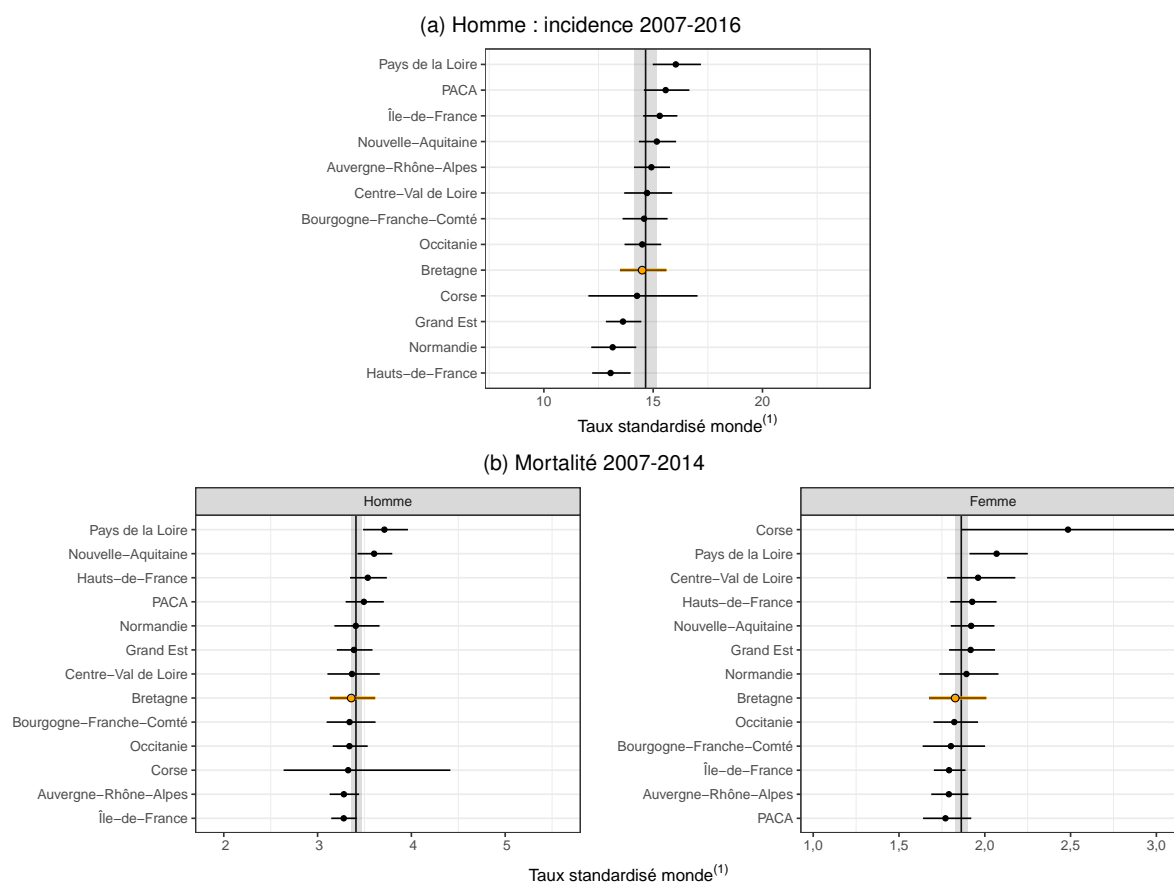 (a) Homme : incidence 2007-2016
Pays de la Loire
PACA
Île−de−France
Nouvelle−Aquitaine
Auvergne−Rhône−Alpes
Centre−Val de Loire
Bourgogne−Franche−Comté
Occitanie
Bretagne
Corse
Grand Est
Normandie
Hauts−de−France
10 15 20
Taux standardisé monde(1)
(b) Mortalité 2007-2014
Homme
Pays de la Loire
Nouvelle−Aquitaine
Hauts−de−France
PACA
Normandie
Grand Est
Centre−Val de Loire
Bretagne
Bourgogne−Franche−Comté
Occitanie
Corse
Auvergne−Rhône−Alpes
Île−de−France
2 3 4 5
Femme
Corse
Pays de la Loire
Centre−Val de Loire
Hauts−de−France
Nouvelle−Aquitaine
Grand Est
Normandie
Bretagne
Occitanie
Bourgogne−Franche−Comté
Île−de−France
Auvergne−Rhône−Alpes
PACA
1,0 1,5 2,0 2,5 3,0
Taux standardisé monde(1)